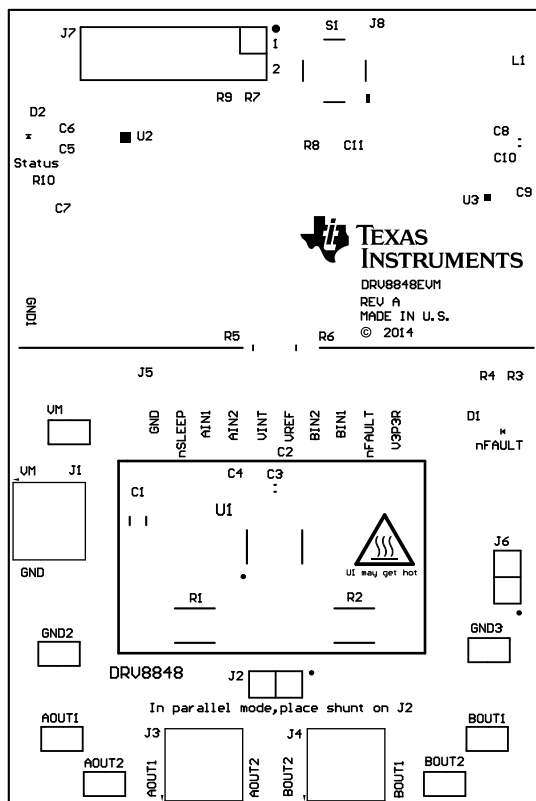 J7
S1
J8
1
2
L1
R9
R7
D2
C6
U2
C5
Status
R10
R8
C11
C8
C10
C7
U3
C9
TEXAS
INSTRUMENTS
DRV8848EVM
REV A
MADE IN U.S.
© 2014
GND1
R5
R6
J5
R4
R3
VM
GND
nSLEEP
AIN1
AIN2
VINT
VREF
BIN2
BIN1
nFAULT
V3P3R
D1
nFAULT
C2
VM
J1
C4
C3
C1
U1
J6
GND
U1 may get hot
R1
R2
GND2
GND3
DRV8848
J2
In parallel mode,place shunt on J2
AOUT1
J3
J4
BOUT1
AOUT2
AOUT1
AOUT2
BOUT2
BOUT1
BOUT2